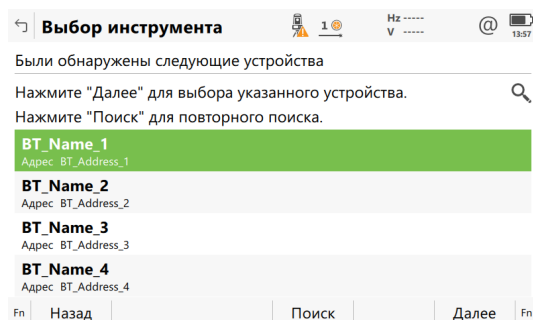 Выбор инструмента
1
Hz -----
V -----
@
13:57
Были обнаружены следующие устройства
Нажмите "Далее" для выбора указанного устройства.
Нажмите "Поиск" для повторного поиска.
BT_Name_1
Адрес BT_Address_1
BT_Name_2
Адрес BT_Address_2
BT_Name_3
Адрес BT_Address_3
BT_Name_4
Адрес BT_Address_4
Fn Назад Поиск Далее Fn